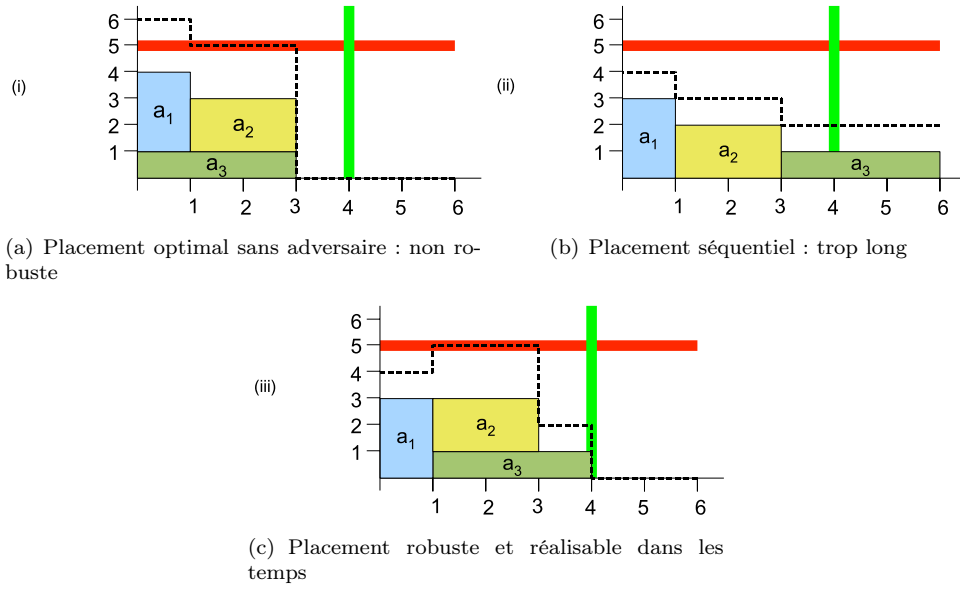 6
5
4
3
2
1
(i)
a1
a2
a3
1 2 3 4 5 6
6
5
4
3
2
1
(ii)
a1
a2
a3
1 2 3 4 5 6
(a) Placement optimal sans adversaire : non ro-
buste
(b) Placement séquentiel : trop long
6
5
4
3
2
1
(iii)
a1
a2
a3
1 2 3 4 5 6
(c) Placement robuste et réalisable dans les
temps